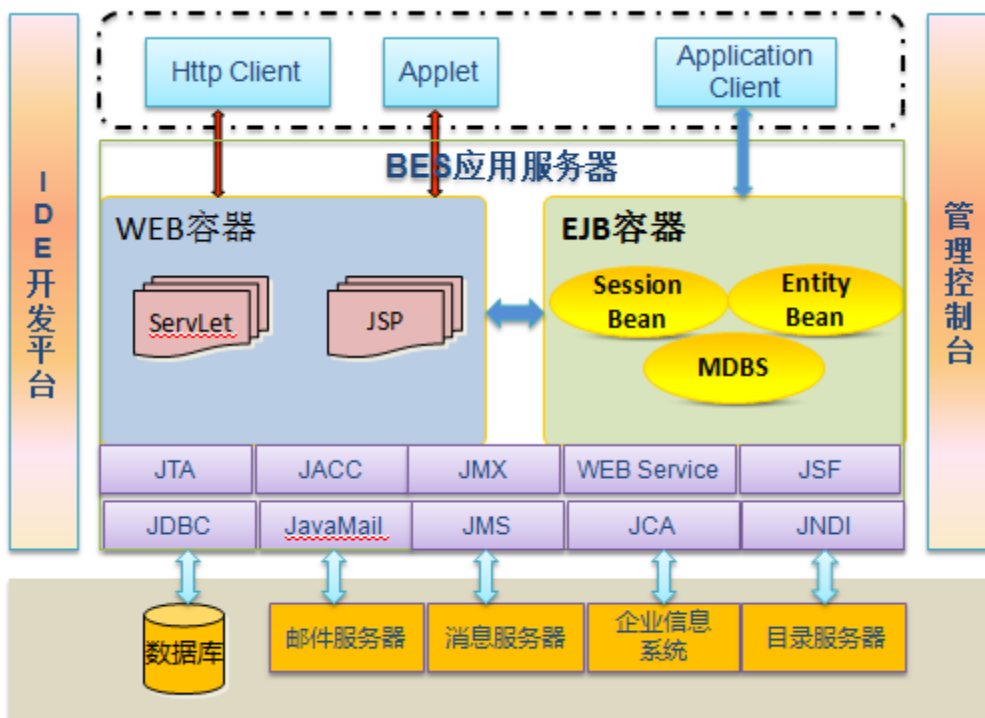 IDE开发平台
Http Client
Applet
Application
Client
BES应用服务器
WEB容器
ServLet
JSP
EJB容器
Session
Bean
Entity
Bean
MDBS
JTA
JACC
JMX
WEB Service
JSF
JDBC
JavaMail
JMS
JCA
JNDI
数据库
邮件服务器
消息服务器
企业信息
系统
目录服务器
管理控制台